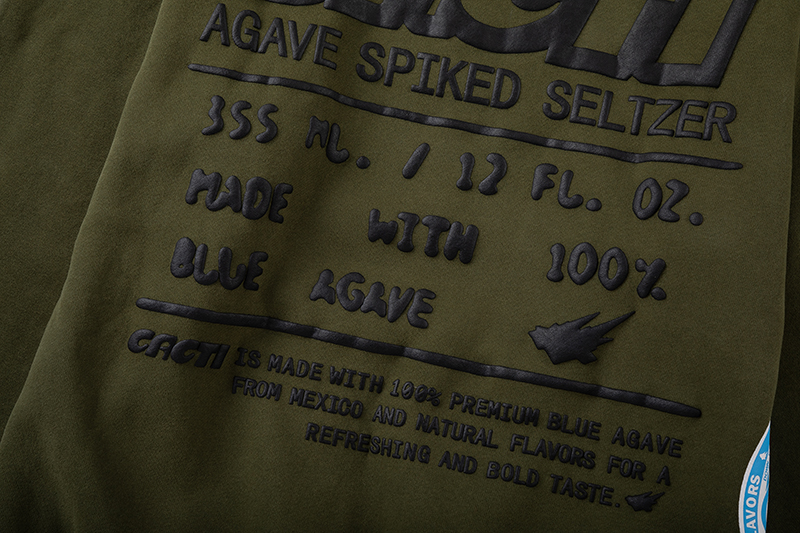 AGAVE SPIKED SELTZER
355 ML. / 12 FL. OZ.
MADE WITH 100%
BLUE AGAVE
CACTI IS MADE WITH 100% PREMIUM BLUE AGAVE
FROM MEXICO AND NATURAL FLAVORS FOR A
REFRESHING AND BOLD TASTE.
LAVORS